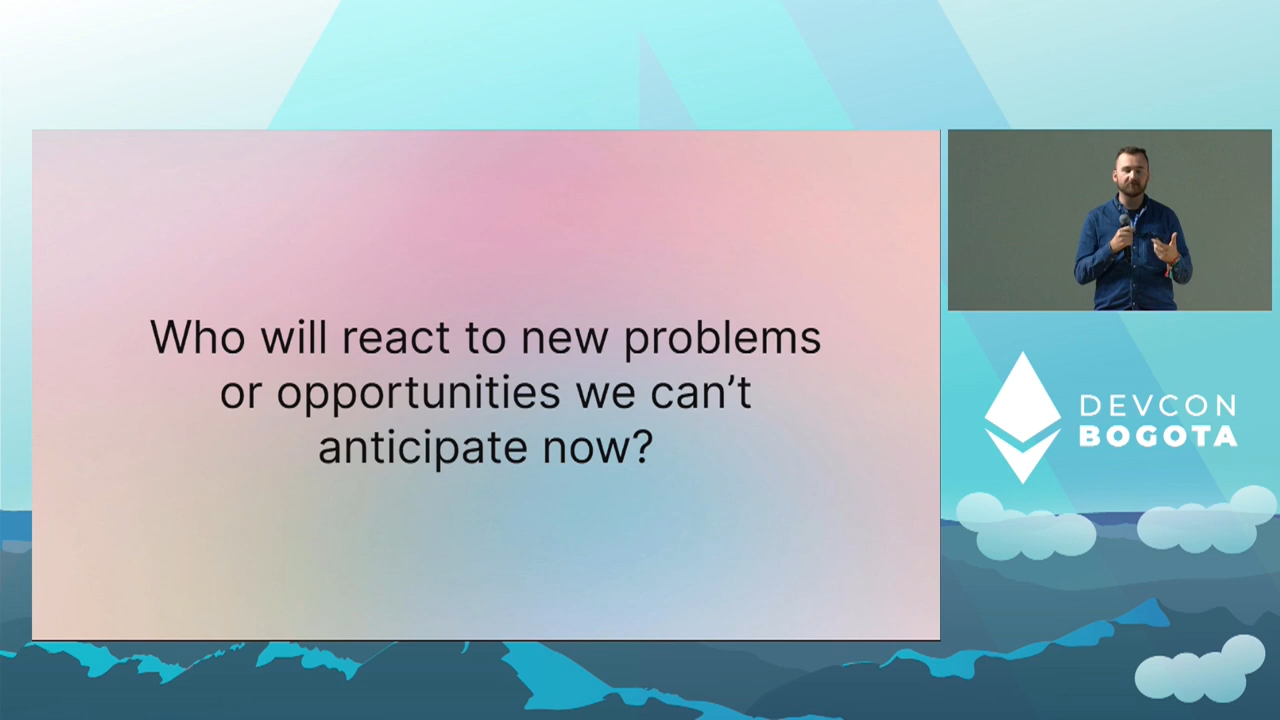 Who will react to new problems
or opportunities we can't
anticipate now?
DEVCON
BOGOTA